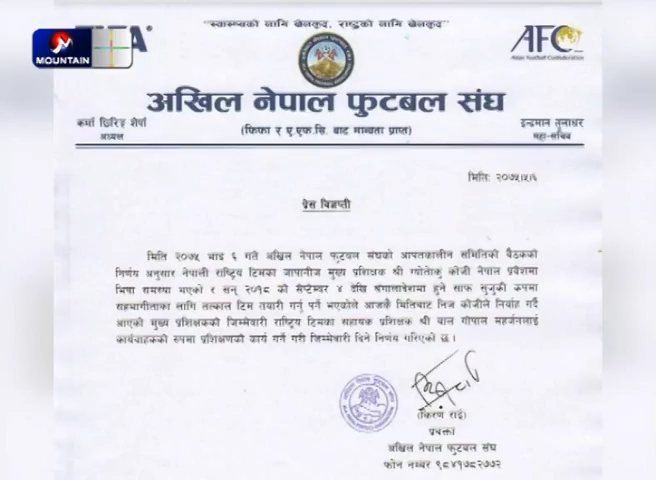 "स्वास्थ्यको लागि खेलकूद, राष्ट्रको लागि खेलकूद"
MOUNTAIN
AFC
Asian Football Confederation
अखिल नेपाल फुटबल संघ
कर्मा छिरिङ शेर्पा
अध्यक्ष
(फिफा र ए.एफ.सि. बाट मान्यता प्राप्त)
इन्द्रमान तुलाधर
महा-सचिव
मिति: २०७५।५।६
प्रेस विज्ञप्ती
मिति २०७५ भाद्र ६ गते अखिल नेपाल फुटबल संघको आपतकालीन समितिको बैठकको
निर्णय अनुसार नेपाली राष्ट्रिय टिमका जापानीज मुख्य प्रशिक्षक श्री ग्योतोकु कोजी नेपाल प्रवेशमा
भिषा समस्या भएको र सन् २०१८ को सेप्टेम्बर ४ देखि बंगलादेशमा हुने साफ सुजुकी कपमा
सहभागीताका लागि तत्काल टिम तयारी गर्नु पर्ने भएकोले आजकै मितिबाट निज कोजीले निर्वाह गर्दै
आएकी मुख्य प्रशिक्षकको जिम्मेवारी राष्ट्रिय टिमका सहायक प्रशिक्षक श्री बाल गोपाल महर्जनलाई
कार्यवाहकको रुपमा प्रशिक्षणको कार्य गर्ने गरी जिम्मेवारी दिने निर्णय गरिएको छ ।
(किरण राई)
प्रवक्ता
अखिल नेपाल फुटबल संघ
फोन नम्बर ९८४१७८२७७२